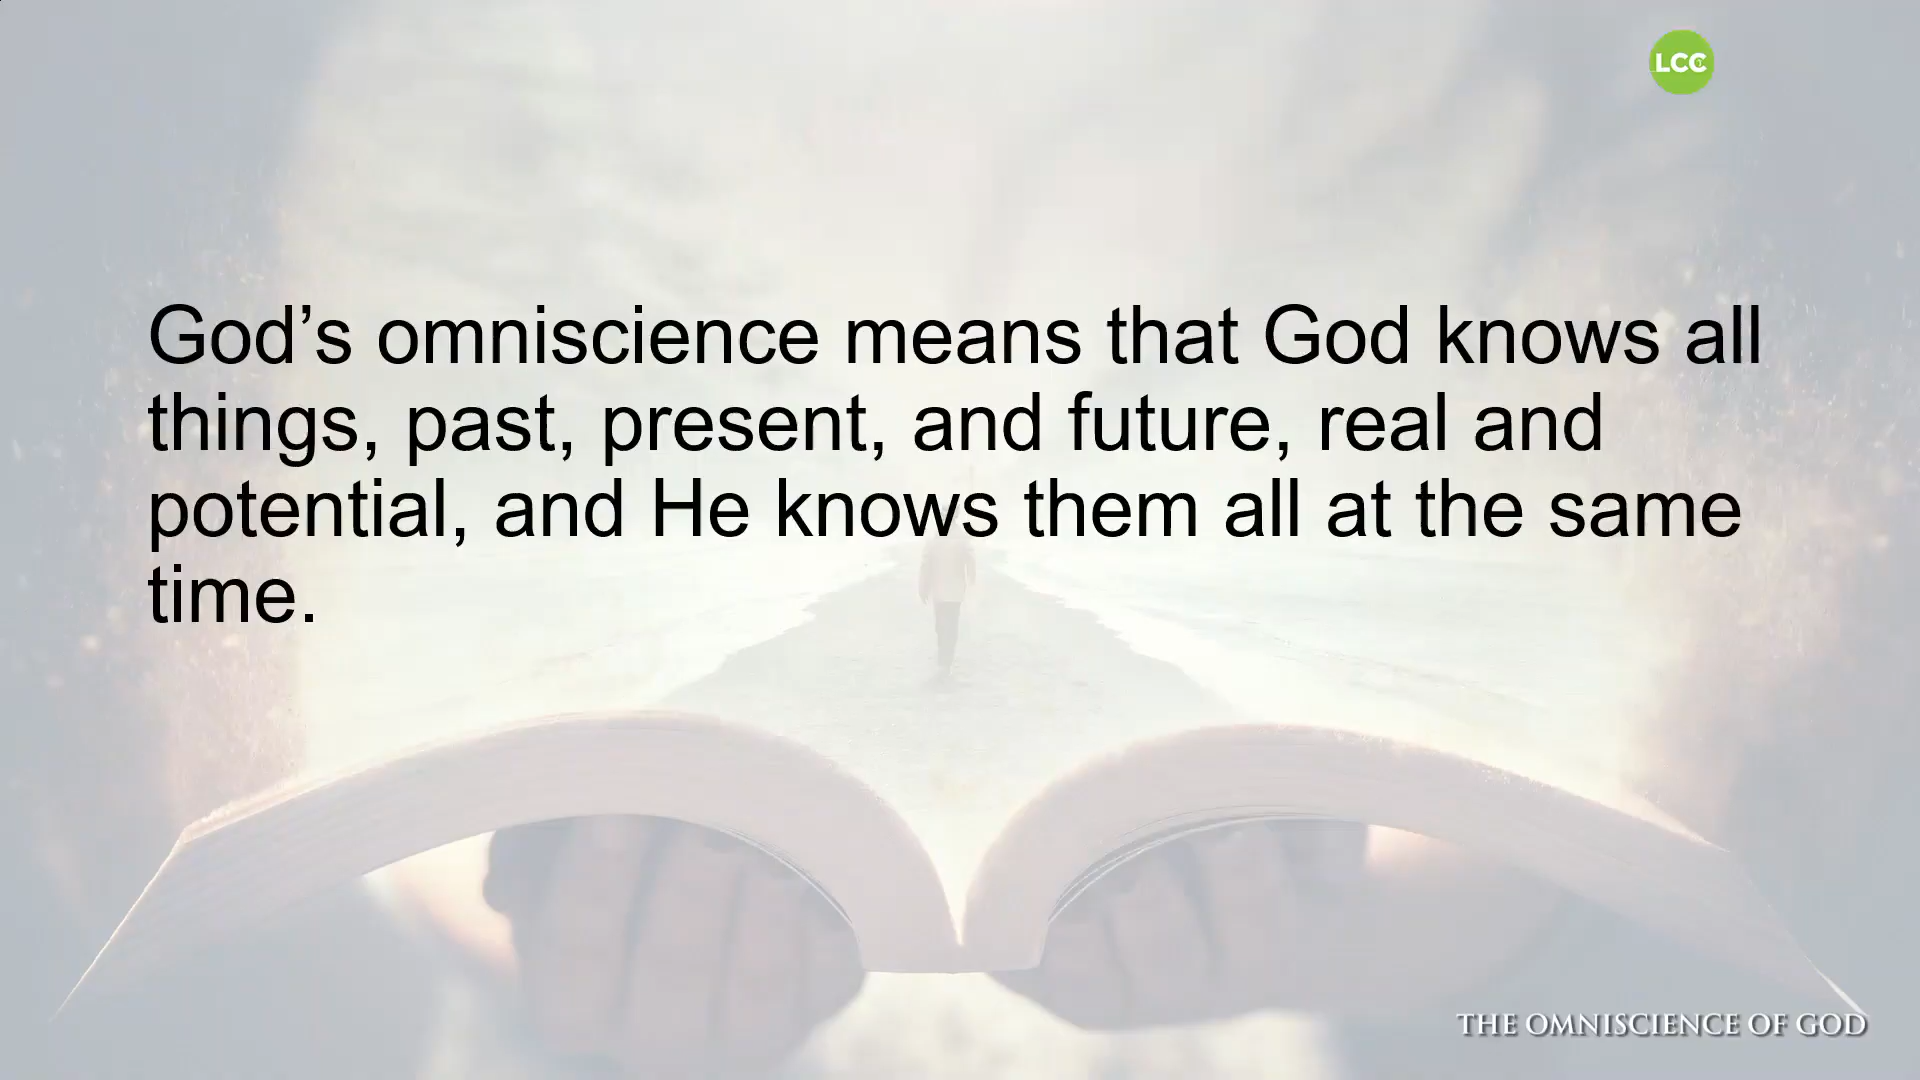 LCC
God’s omniscience means that God knows all
things, past, present, and future, real and
potential, and He knows them all at the same
time.
THE OMNISCIENCE OF GOD